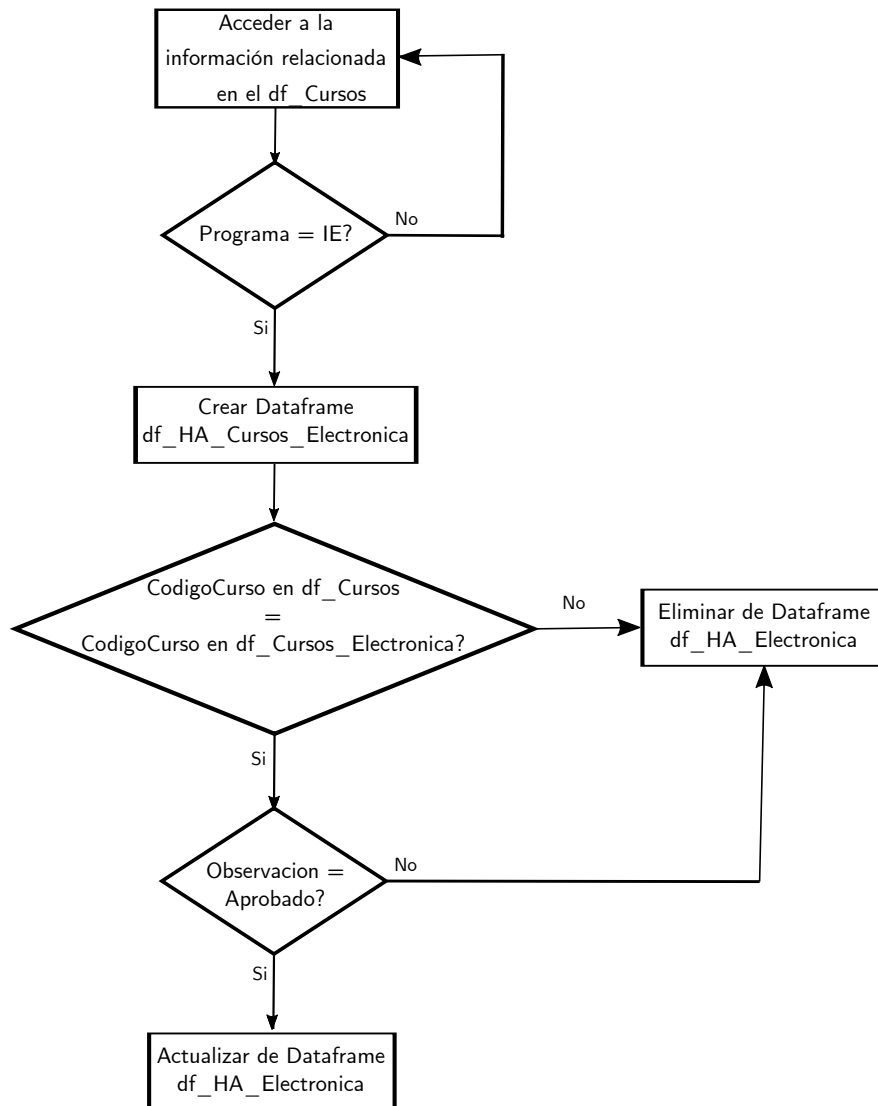 Acceder a la
información relacionada
en el df_Cursos
No
Programa = IE?
Si
Crear Dataframe
df_HA_Cursos_Electronica
CodigoCurso en df_Cursos
=
CodigoCurso en df_Cursos_Electronica?
No
Eliminar de Dataframe
df_HA_Electronica
Si
Observacion =
Aprobado?
No
Si
Actualizar de Dataframe
df_HA_Electronica